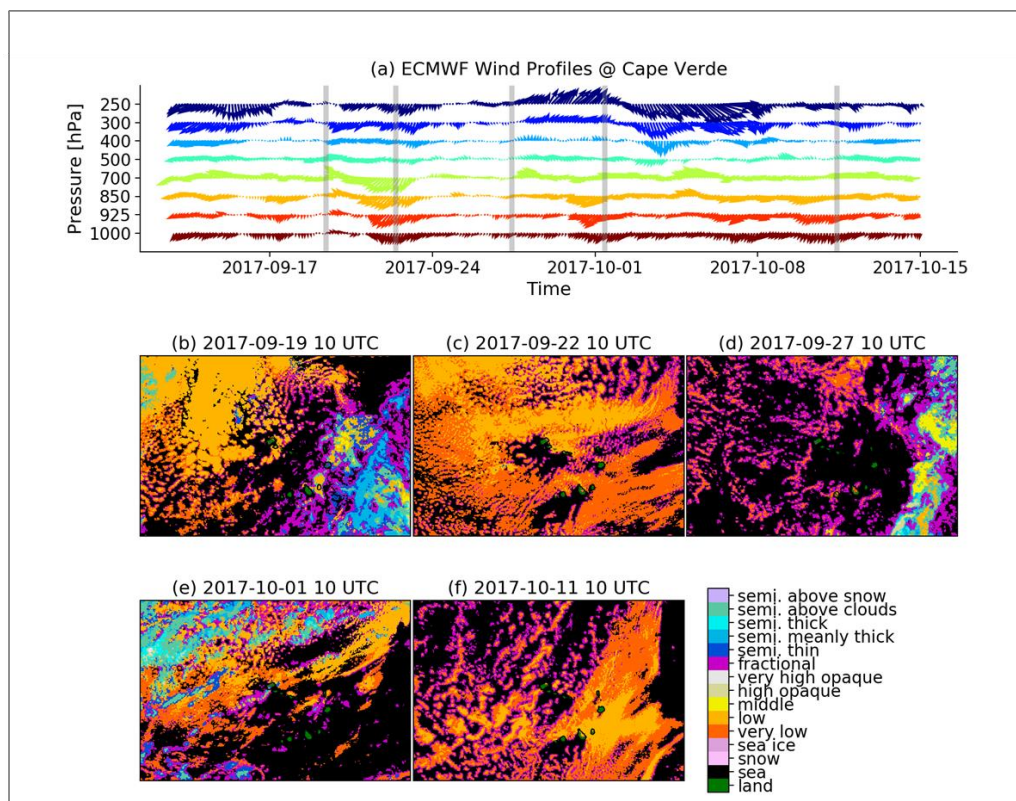 (a) ECMWF Wind Profiles @ Cape Verde
Pressure [hPa]
250
300
400
500
700
850
925
1000
2017-09-17 2017-09-24 2017-10-01 2017-10-08 2017-10-15
Time
(b) 2017-09-19 10 UTC (c) 2017-09-22 10 UTC (d) 2017-09-27 10 UTC
(e) 2017-10-01 10 UTC (f) 2017-10-11 10 UTC
semi. above snow
semi. above clouds
semi. thick
semi. meanly thick
semi. thin
fractional
very high opaque
high opaque
middle
low
very low
sea ice
snow
sea
land